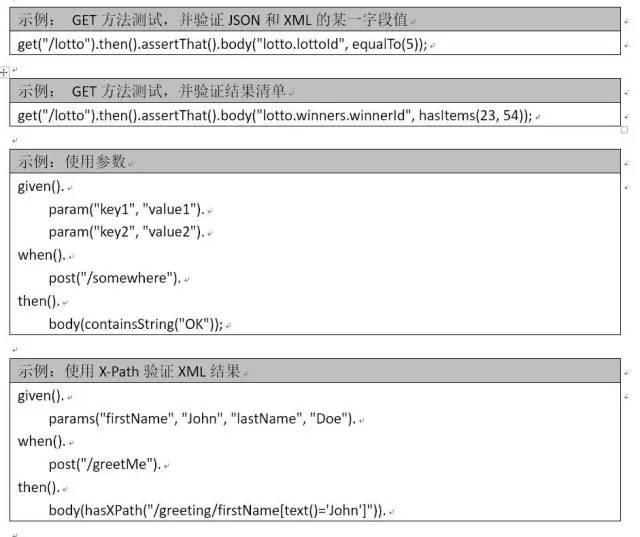 示例： GET 方法测试，并验证 JSON 和 XML 的某一字段值
get("/lotto").then().assertThat().body("lotto.lottoId", equalTo(5));
示例： GET 方法测试，并验证结果清单
get("/lotto").then().assertThat().body("lotto.winners.winnerId", hasItems(23, 54));
示例：使用参数
given().
param("key1", "value1").
param("key2", "value2").
when().
post("/somewhere").
then().
body(containsString("OK"));
示例：使用 X-Path 验证 XML 结果
given().
params("firstName", "John", "lastName", "Doe").
when().
post("/greetMe").
then().
body(hasXPath("/greeting/firstName[text()='John']")).